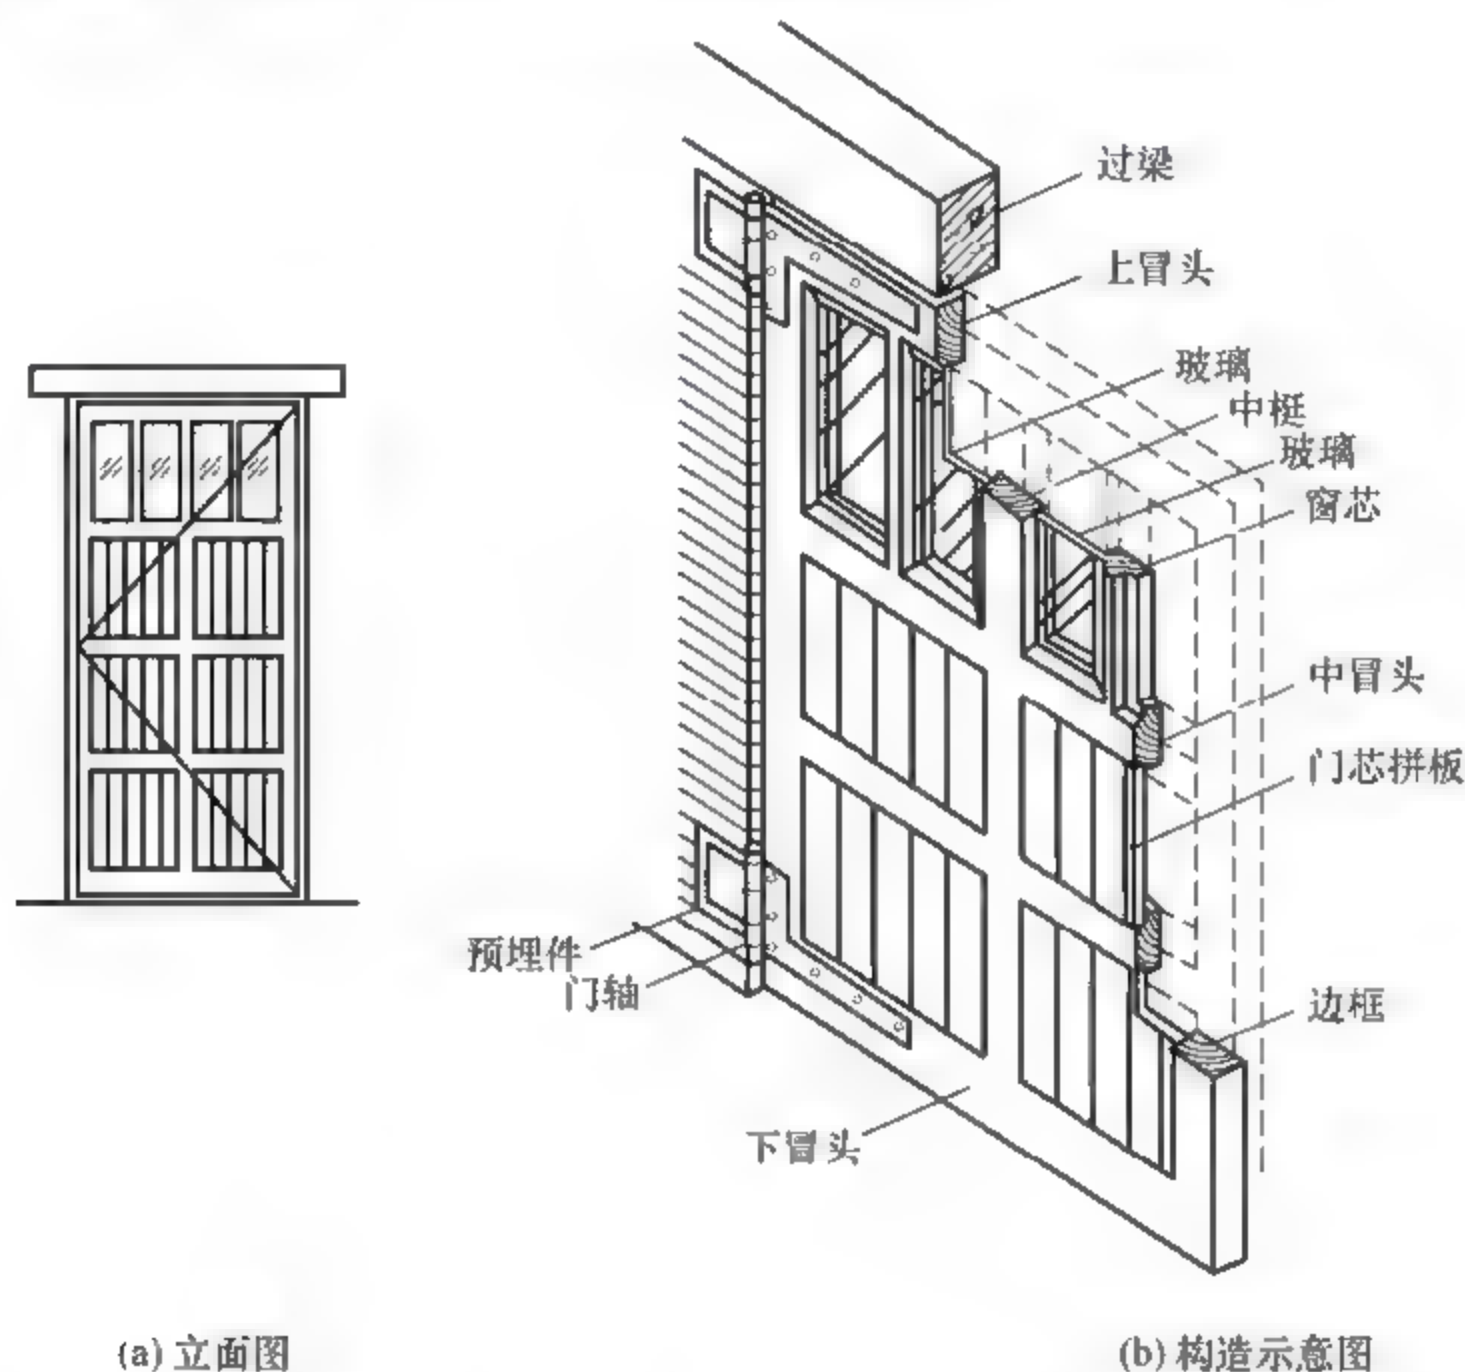 过梁
上冒头
玻璃
中梃
玻璃
窗芯
中冒头
门芯拼板
预埋件
门轴
边框
下冒头
(a) 立面图
(b) 构造示意图